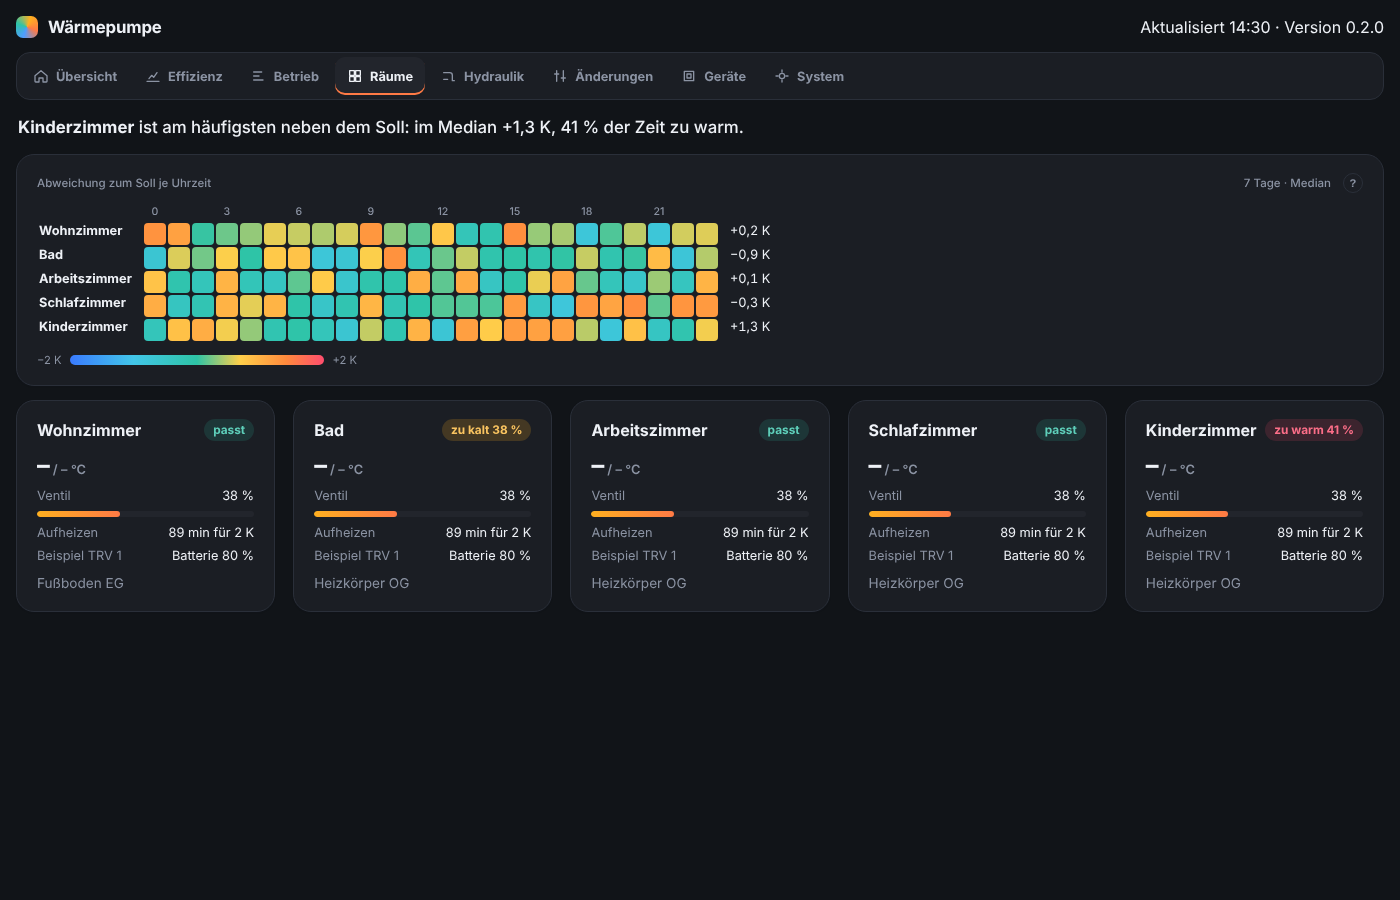 Wärmepumpe
Aktualisiert 14:30 · Version 0.2.0
Übersicht Effizienz Betrieb Räume Hydraulik Änderungen Geräte System
Kinderzimmer ist am häufigsten neben dem Soll: im Median +1,3 K, 41 % der Zeit zu warm.
Abweichung zum Soll je Uhrzeit
7 Tage · Median ?
0 3 6 9 12 15 18 21
Wohnzimmer +0,2 K
Bad −0,9 K
Arbeitszimmer +0,1 K
Schlafzimmer −0,3 K
Kinderzimmer +1,3 K
−2 K +2 K
Wohnzimmer passt
– / – °C
Ventil 38 %
Aufheizen 89 min für 2 K
Beispiel TRV 1 Batterie 80 %
Fußboden EG
Bad zu kalt 38 %
– / – °C
Ventil 38 %
Aufheizen 89 min für 2 K
Beispiel TRV 1 Batterie 80 %
Heizkörper OG
Arbeitszimmer passt
– / – °C
Ventil 38 %
Aufheizen 89 min für 2 K
Beispiel TRV 1 Batterie 80 %
Heizkörper OG
Schlafzimmer passt
– / – °C
Ventil 38 %
Aufheizen 89 min für 2 K
Beispiel TRV 1 Batterie 80 %
Heizkörper OG
Kinderzimmer zu warm 41 %
– / – °C
Ventil 38 %
Aufheizen 89 min für 2 K
Beispiel TRV 1 Batterie 80 %
Heizkörper OG